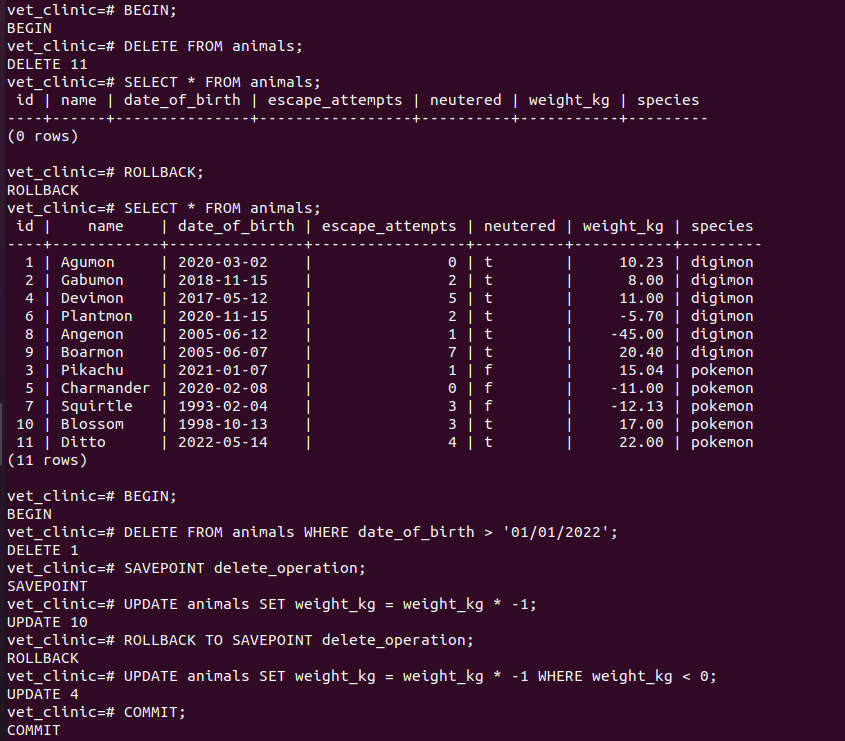 vet_clinic=# BEGIN;
BEGIN
vet_clinic=# DELETE FROM animals;
DELETE 11
vet_clinic=# SELECT * FROM animals;
 id | name | date_of_birth | escape_attempts | neutered | weight_kg | species
----+------+---------------+-----------------+----------+-----------+---------
(0 rows)

vet_clinic=# ROLLBACK;
ROLLBACK
vet_clinic=# SELECT * FROM animals;
 id |    name    | date_of_birth | escape_attempts | neutered | weight_kg | species
----+------------+---------------+-----------------+----------+-----------+---------
  1 | Agumon     | 2020-03-02    |               0 | t        |     10.23 | digimon
  2 | Gabumon    | 2018-11-15    |               2 | t        |      8.00 | digimon
  4 | Devimon    | 2017-05-12    |               5 | t        |     11.00 | digimon
  6 | Plantmon   | 2020-11-15    |               2 | t        |     -5.70 | digimon
  8 | Angemon    | 2005-06-12    |               1 | t        |    -45.00 | digimon
  9 | Boarmon    | 2005-06-07    |               7 | t        |     20.40 | digimon
  3 | Pikachu    | 2021-01-07    |               1 | f        |     15.04 | pokemon
  5 | Charmander | 2020-02-08    |               0 | f        |    -11.00 | pokemon
  7 | Squirtle   | 1993-02-04    |               3 | f        |    -12.13 | pokemon
 10 | Blossom    | 1998-10-13    |               3 | t        |     17.00 | pokemon
 11 | Ditto      | 2022-05-14    |               4 | t        |     22.00 | pokemon
(11 rows)

vet_clinic=# BEGIN;
BEGIN
vet_clinic=# DELETE FROM animals WHERE date_of_birth > '01/01/2022';
DELETE 1
vet_clinic=# SAVEPOINT delete_operation;
SAVEPOINT
vet_clinic=# UPDATE animals SET weight_kg = weight_kg * -1;
UPDATE 10
vet_clinic=# ROLLBACK TO SAVEPOINT delete_operation;
ROLLBACK
vet_clinic=# UPDATE animals SET weight_kg = weight_kg * -1 WHERE weight_kg < 0;
UPDATE 4
vet_clinic=# COMMIT;
COMMIT